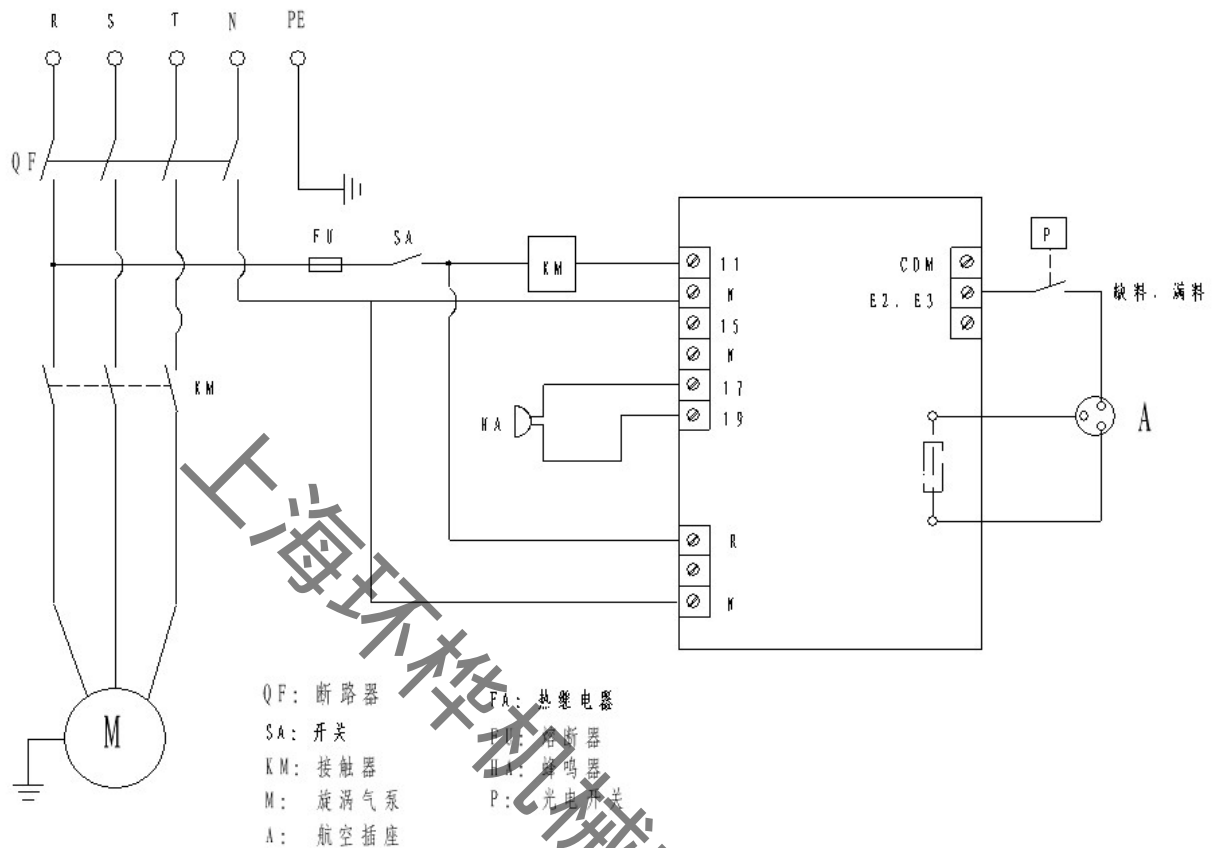 R S T N PE
QF
FU SA
KM
11
N
15
N
17
19
HA
R
N
COM
E2. E3
P
缺料. 满料
A
KM
M
QF: 断路器
SA: 开关
KM: 接触器
M: 旋涡气泵
A: 航空插座
FA: 热继电器
FU: 熔断器
HA: 蜂鸣器
P: 光电开关
上海环桦机械